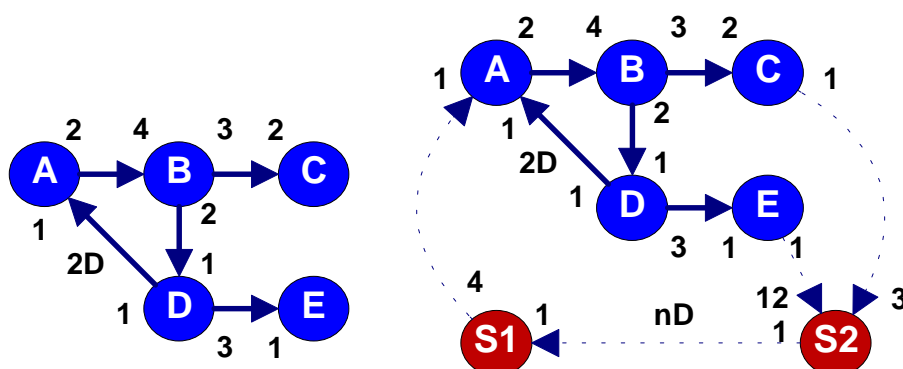 2 4 3 2
A B C
1 2
2D 1
1 D E
3 1
2 4 3 2
1 A B C 1
1 2
2D 1
1 D E
3 1 1
4 12 3
1 nD 1
S1 S2